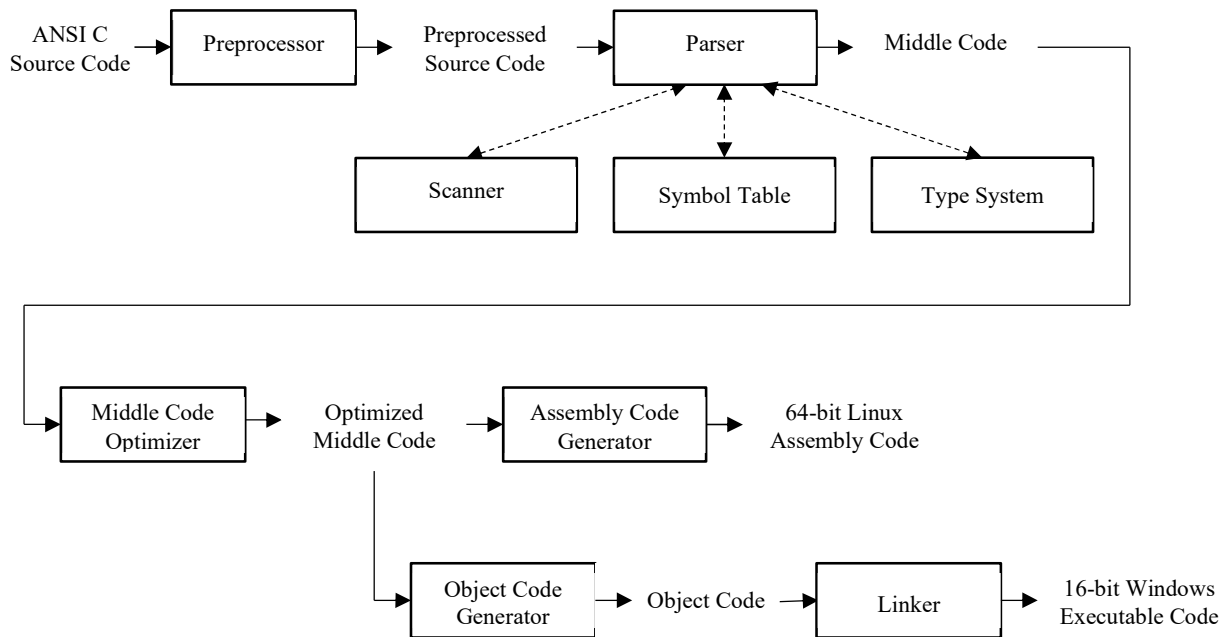 ANSI C
Source Code
Preprocessor
Preprocessed
Source Code
Parser
Middle Code
Scanner
Symbol Table
Type System
Middle Code
Optimizer
Optimized
Middle Code
Assembly Code
Generator
64-bit Linux
Assembly Code
Object Code
Generator
Object Code
Linker
16-bit Windows
Executable Code